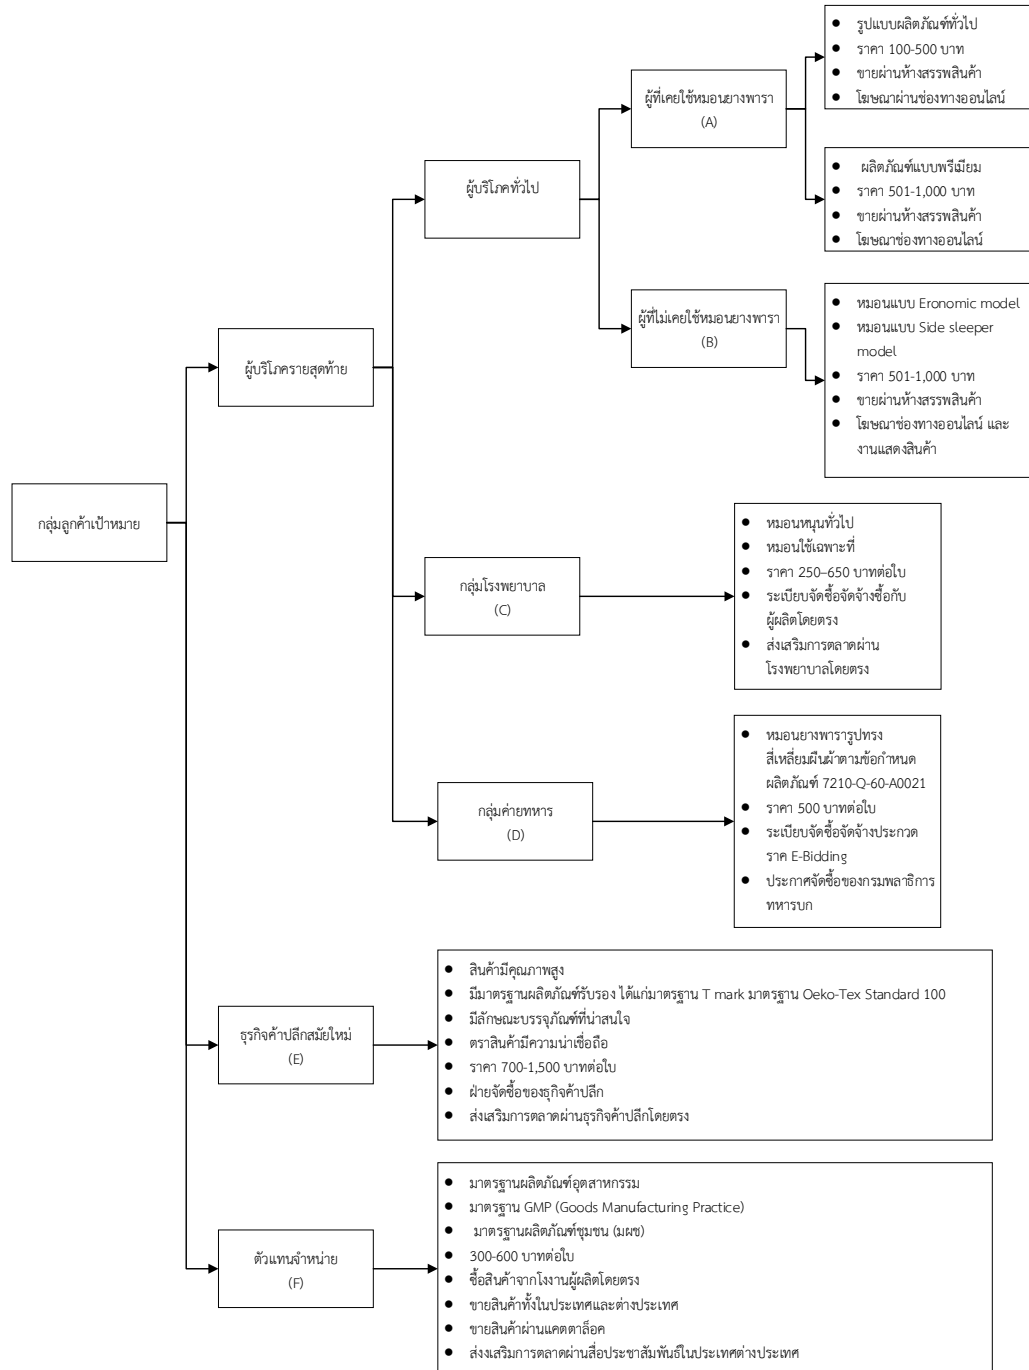 ● รูปแบบผลิตภัณฑ์ทั่วไป
● ราคา 100-500 บาท
● ขายผ่านห้างสรรพสินค้า
● โฆษณาผ่านช่องทางออนไลน์
ผู้ที่เคยใช้หมอนยางพารา
(A)
● ผลิตภัณฑ์แบบพรีเมียม
● ราคา 501-1,000 บาท
● ขายผ่านห้างสรรพสินค้า
● โฆษณาช่องทางออนไลน์
ผู้บริโภคทั่วไป
ผู้ที่ไม่เคยใช้หมอนยางพารา
(B)
● หมอนแบบ Eronomic model
● หมอนแบบ Side sleeper
model
● ราคา 501-1,000 บาท
● ขายผ่านห้างสรรพสินค้า
● โฆษณาช่องทางออนไลน์ และ
งานแสดงสินค้า
ผู้บริโภครายสุดท้าย
กลุ่มลูกค้าเป้าหมาย
กลุ่มโรงพยาบาล
(C)
● หมอนหนุนทั่วไป
● หมอนใช้เฉพาะที่
● ราคา 250–650 บาทต่อใบ
● ระเบียบจัดซื้อจัดจ้างซื้อกับ
ผู้ผลิตโดยตรง
● ส่งเสริมการตลาดผ่าน
โรงพยาบาลโดยตรง
กลุ่มค่ายทหาร
(D)
● หมอนยางพารารูปทรง
สี่เหลี่ยมผืนผ้าตามข้อกำหนด
ผลิตภัณฑ์ 7210-Q-60-A0021
● ราคา 500 บาทต่อใบ
● ระเบียบจัดซื้อจัดจ้างประกวด
ราค E-Bidding
● ประกาศจัดซื้อของกรมพลาธิการ
ทหารบก
ธุรกิจค้าปลีกสมัยใหม่
(E)
● สินค้ามีคุณภาพสูง
● มีมาตรฐานผลิตภัณฑ์รับรอง ได้แก่มาตรฐาน T mark มาตรฐาน Oeko-Tex Standard 100
● มีลักษณะบรรจุภัณฑ์ที่น่าสนใจ
● ตราสินค้ามีความน่าเชื่อถือ
● ราคา 700-1,500 บาทต่อใบ
● ฝ่ายจัดซื้อของธุกิจค้าปลีก
● ส่งเสริมการตลาดผ่านธุรกิจค้าปลีกโดยตรง
ตัวแทนจำหน่าย
(F)
● มาตรฐานผลิตภัณฑ์อุตสาหกรรม
● มาตรฐาน GMP (Goods Manufacturing Practice)
● มาตรฐานผลิตภัณฑ์ชุมชน (มผช)
● 300-600 บาทต่อใบ
● ซื้อสินค้าจากโงงานผู้ผลิตโดยตรง
● ขายสินค้าทั้งในประเทศและต่างประเทศ
● ขายสินค้าผ่านแคตตาล็อค
● ส่งงเสริมการตลาดผ่านสื่อประชาสัมพันธ์ในประเทศต่างประเทศ